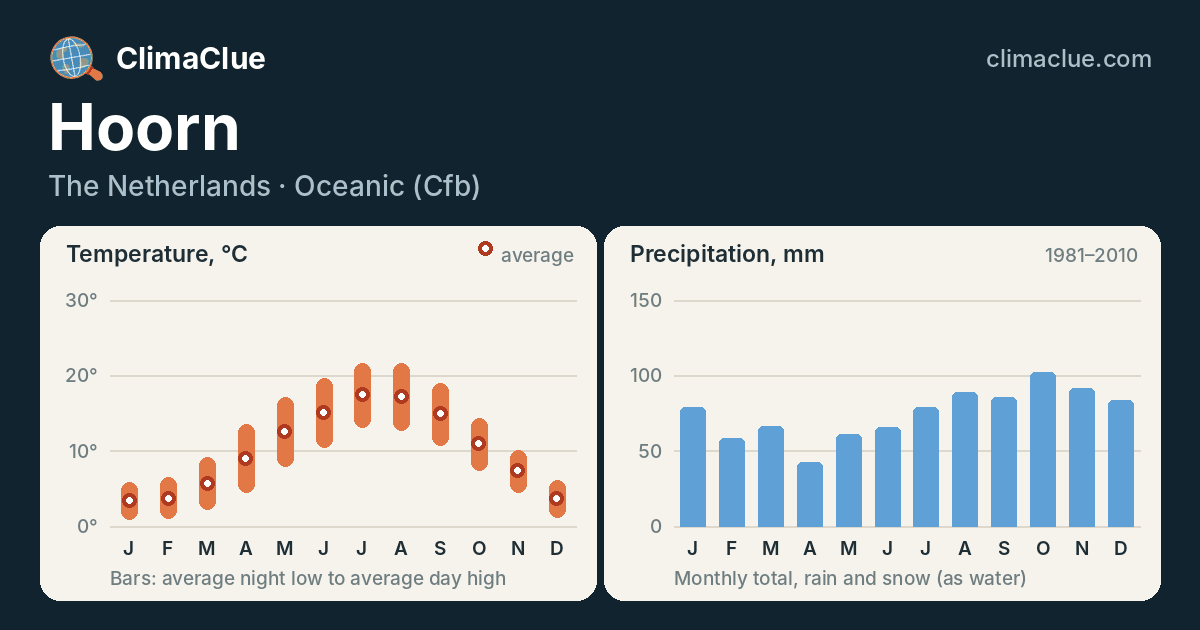 ClimaClue
climaclue.com
Hoorn
The Netherlands · Oceanic (Cfb)
Temperature, °C
average
30°
20°
10°
0°
J F M A M J J A S O N D
Bars: average night low to average day high
Precipitation, mm
1981–2010
150
100
50
0
J F M A M J J A S O N D
Monthly total, rain and snow (as water)